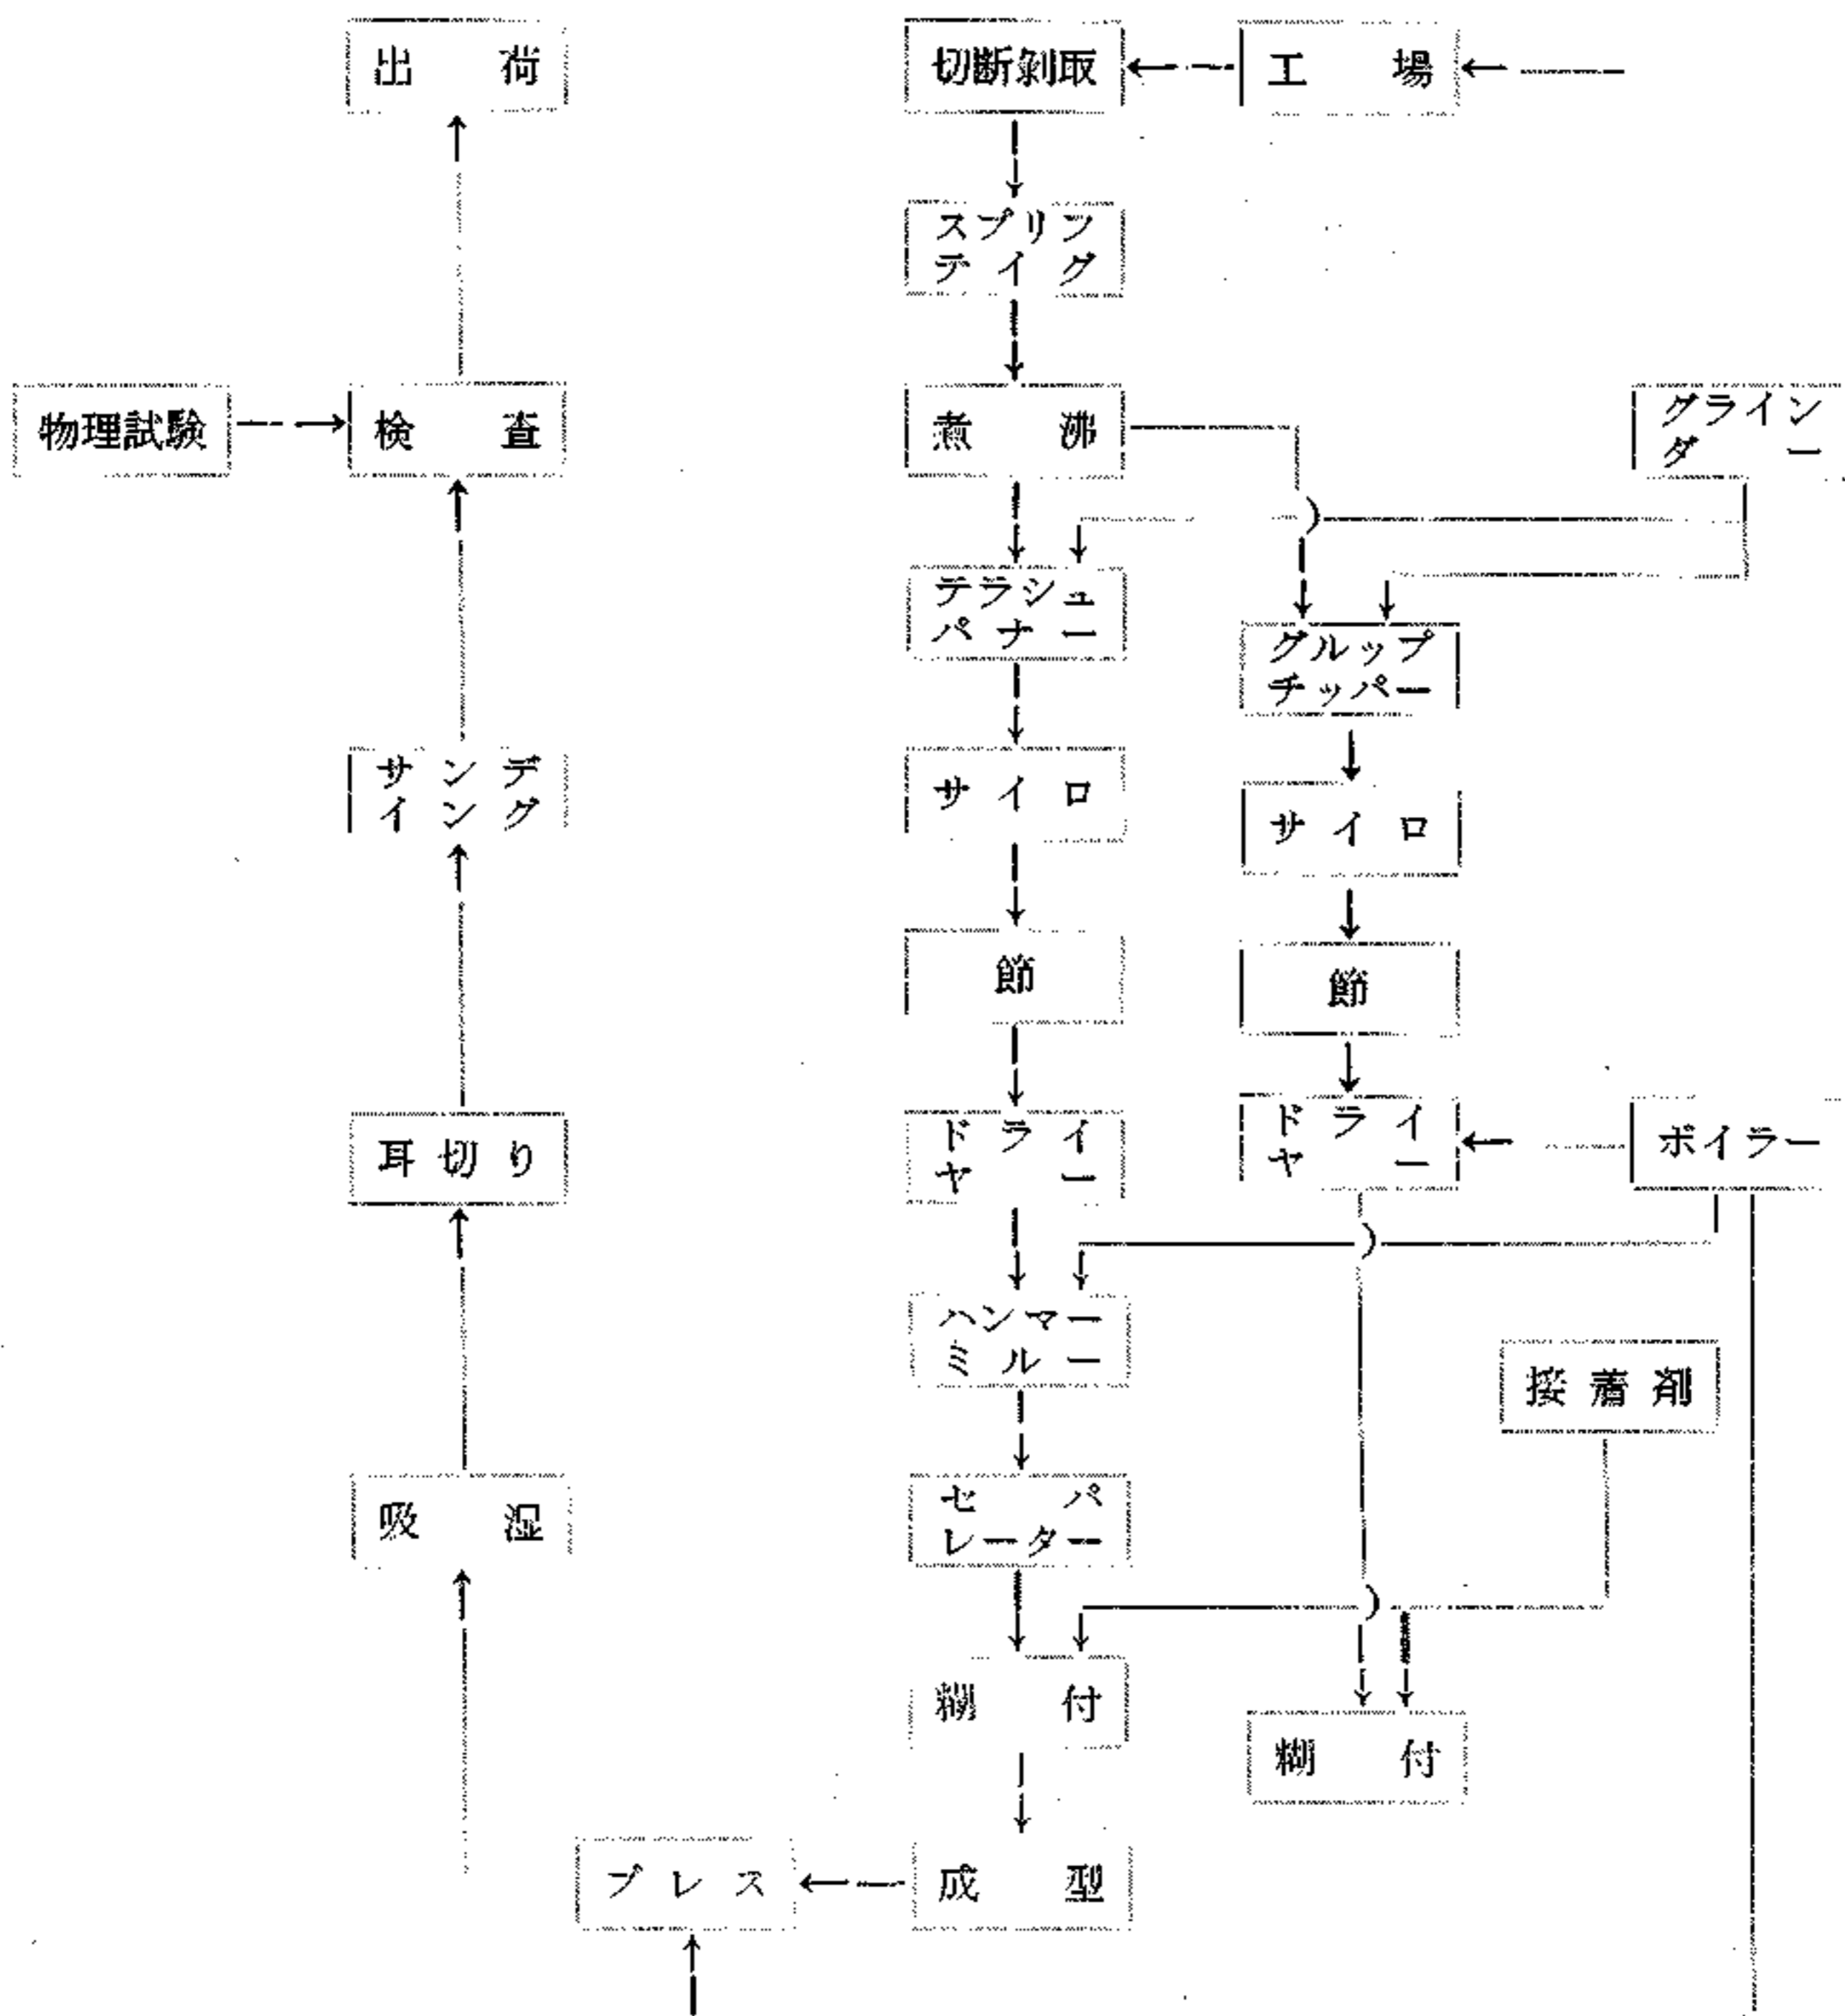 出荷
切断剝取
工場
スプリン
テイグ
物理試験
検査
煮沸
グライン
ダー
テラシュ
パナー
グルップ
チッパー
サンデ
イング
サイロ
サイロ
節
節
耳切り
ドライ
ヤー
ドライ
ヤー
ボイラー
ハンマー
ミルー
接着剤
吸湿
セパ
レーター
糊付
糊付
プレス
成型